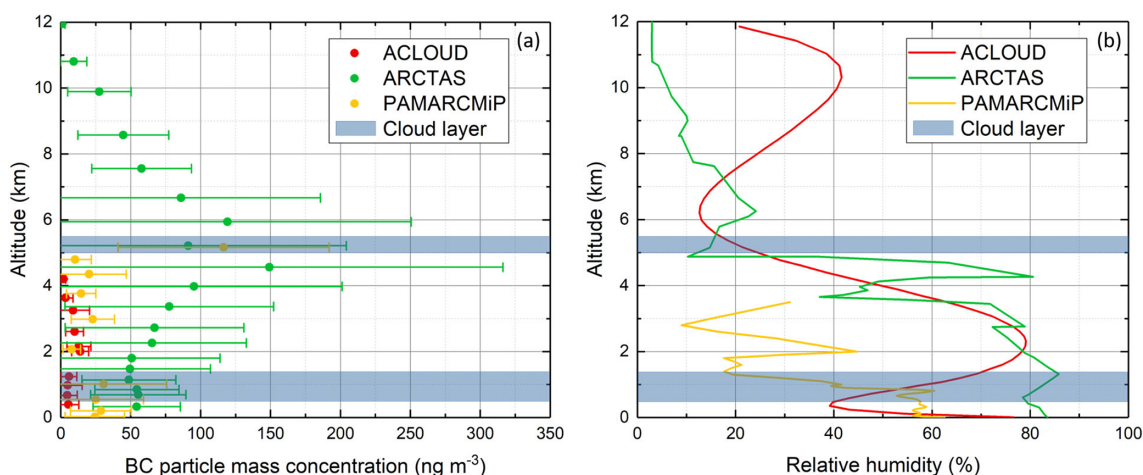 (a)
ACLOUD
ARCTAS
PAMARCMiP
Cloud layer
Altitude (km)
12
10
8
6
4
2
0
0 50 100 150 200 250 300 350
BC particle mass concentration (ng m⁻³)
(b)
ACLOUD
ARCTAS
PAMARCMiP
Cloud layer
Altitude (km)
12
10
8
6
4
2
0
0 20 40 60 80 100
Relative humidity (%)